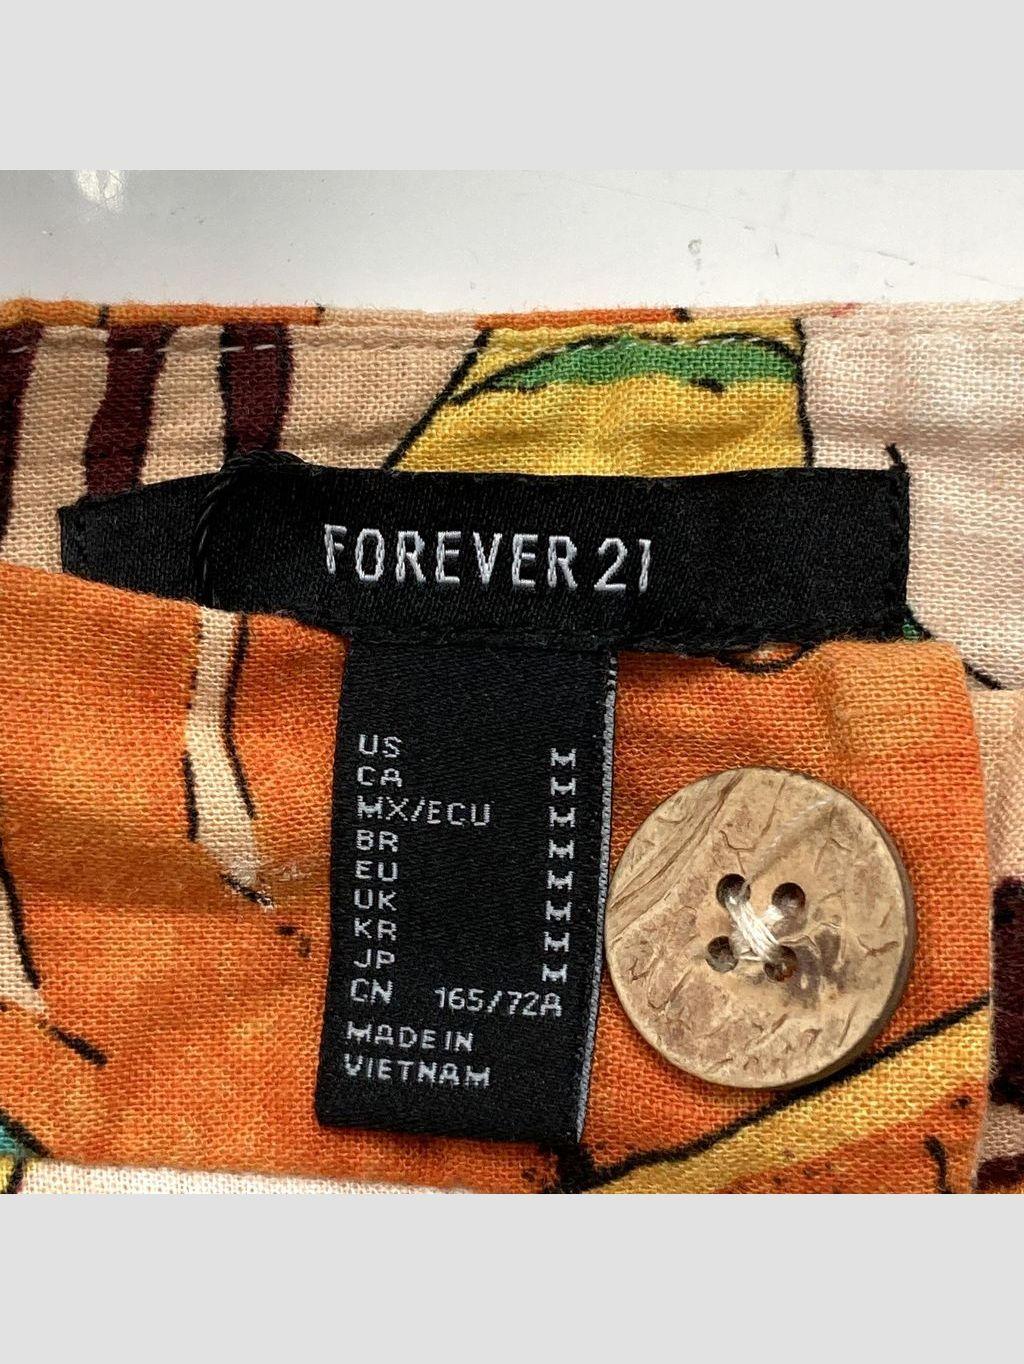 FOREVER 21
US M
CA M
MX/ECU M
BR M
EU M
UK M
KR M
JP M
CN 165/72A
MADE IN
VIETNAM